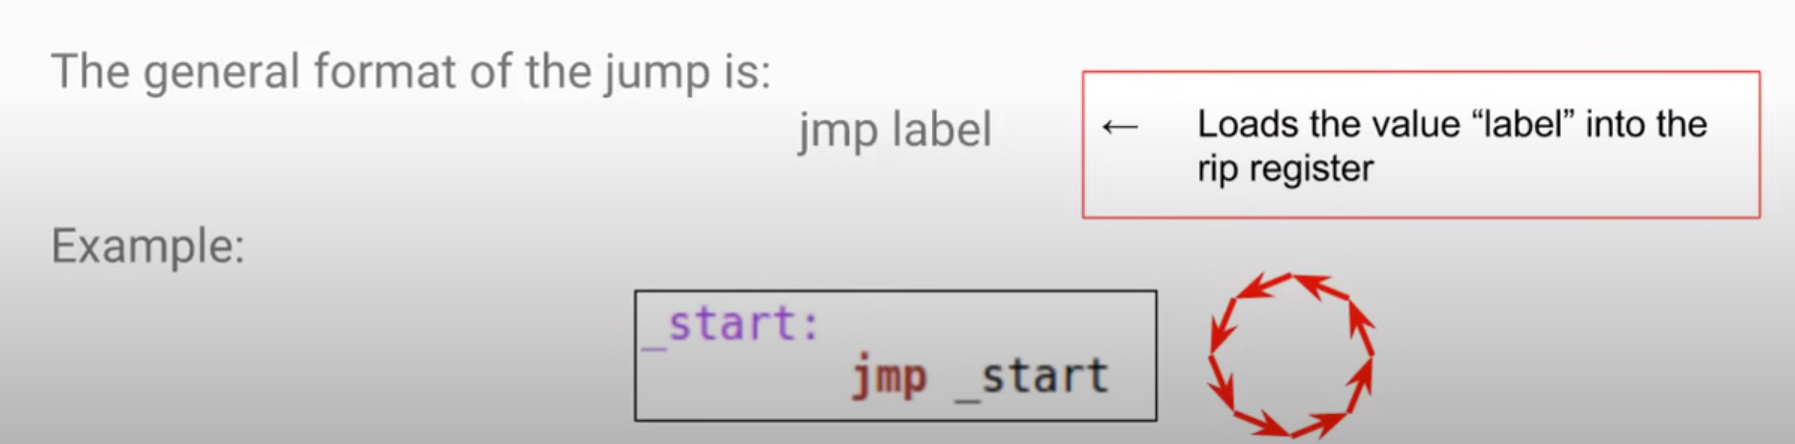 The general format of the jump is:
jmp label
← Loads the value “label” into the
rip register
Example:
_start:
jmp _start